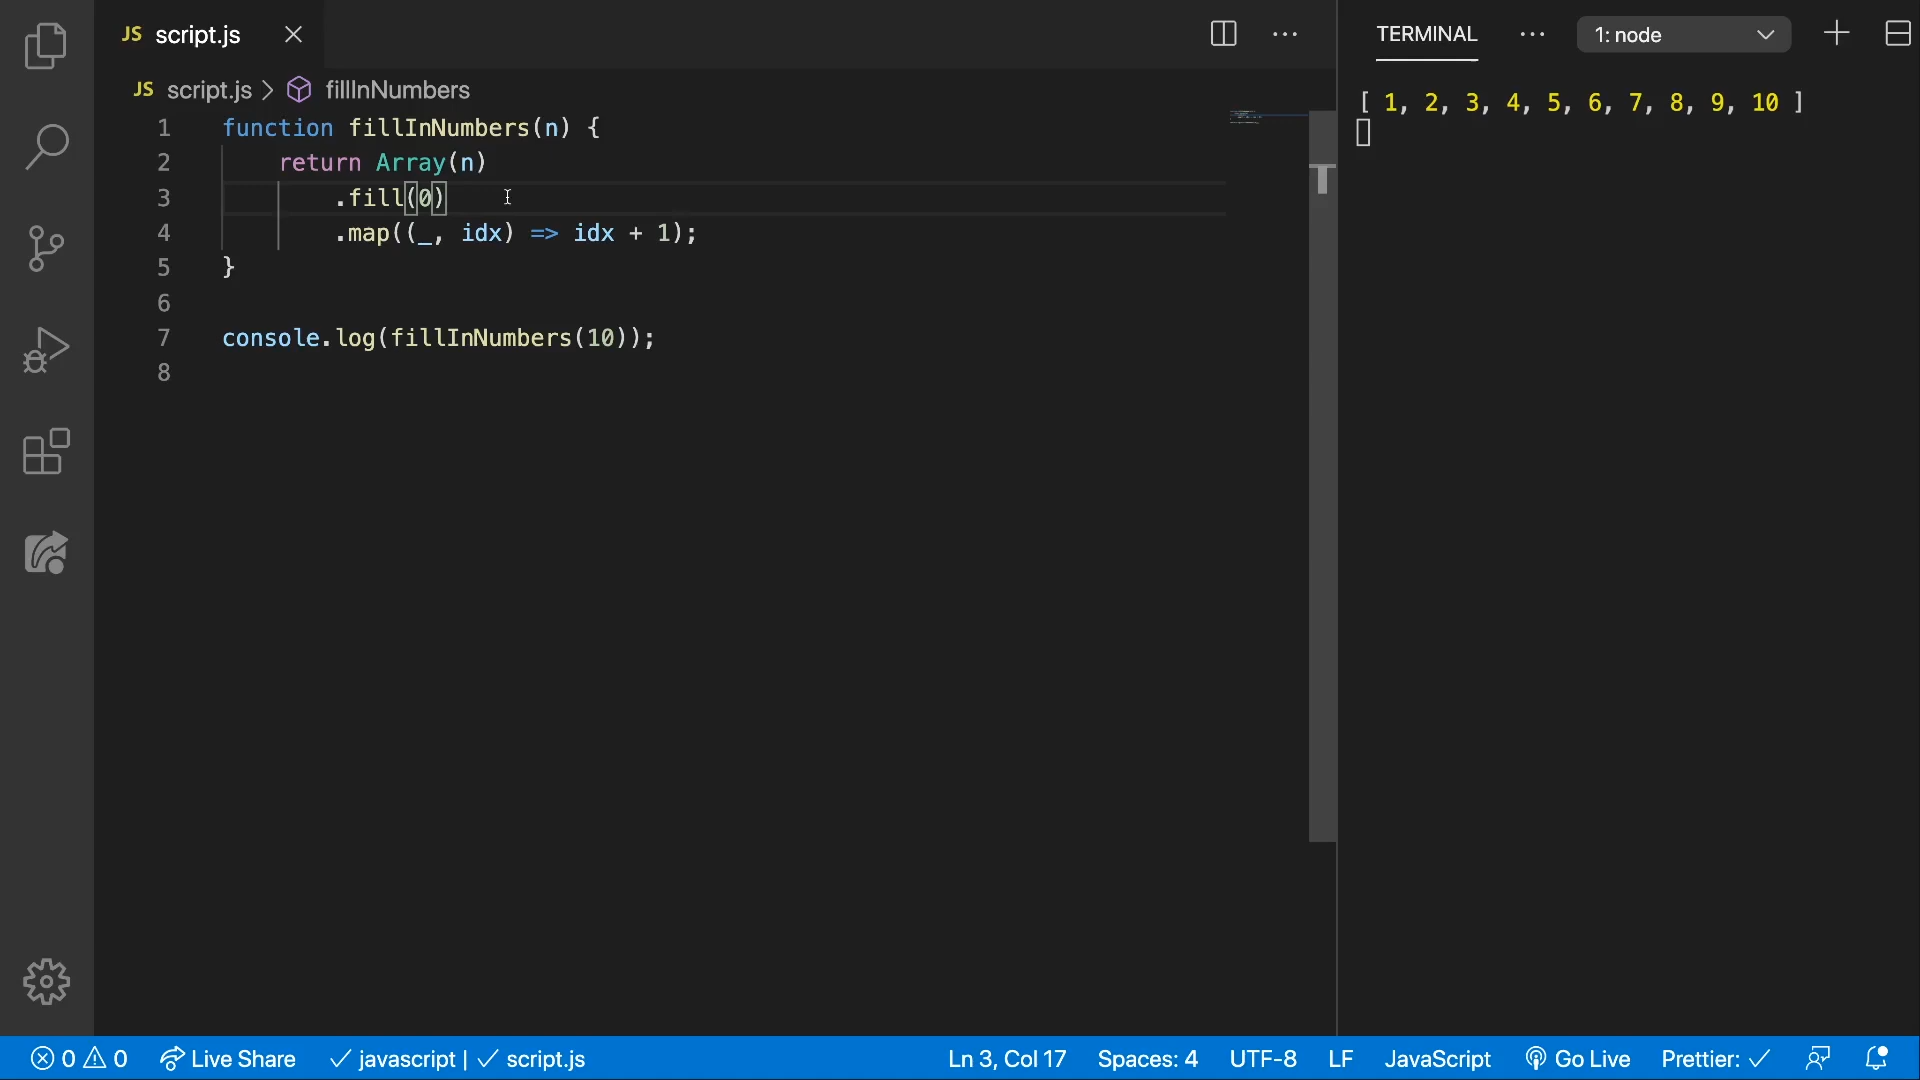 JS script.js
TERMINAL
1: node
JS script.js > fillInNumbers
1 function fillInNumbers(n) {
2 return Array(n)
3 .fill(0)
4 .map((_, idx) => idx + 1);
5 }
6
7 console.log(fillInNumbers(10));
8
[ 1, 2, 3, 4, 5, 6, 7, 8, 9, 10 ]
0 0 Live Share javascript | script.js Ln 3, Col 17 Spaces: 4 UTF-8 LF JavaScript Go Live Prettier: